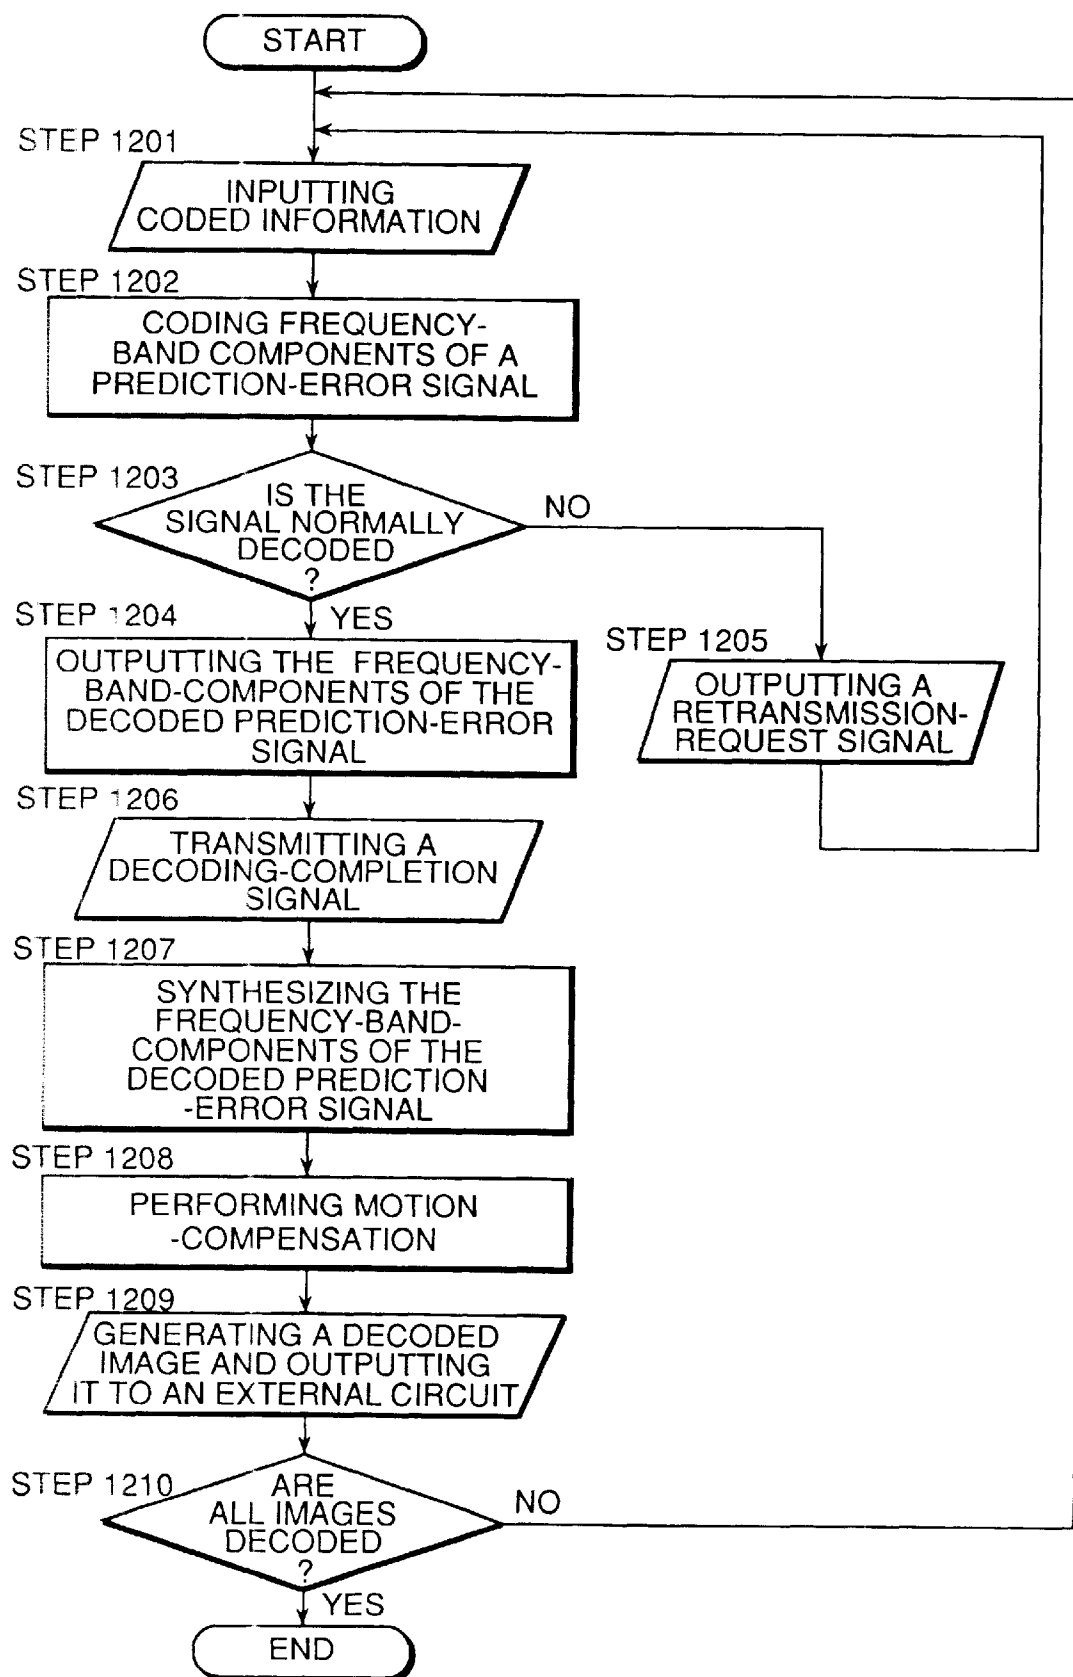 START
STEP 1201
INPUTTING
CODED INFORMATION
STEP 1202
CODING FREQUENCY-
BAND COMPONENTS OF A
PREDICTION-ERROR SIGNAL
STEP 1203
IS THE
SIGNAL NORMALLY
DECODED
?
NO
YES
STEP 1204
OUTPUTTING THE FREQUENCY-
BAND-COMPONENTS OF THE
DECODED PREDICTION-ERROR
SIGNAL
STEP 1205
OUTPUTTING A
RETRANSMISSION-
REQUEST SIGNAL
STEP 1206
TRANSMITTING A
DECODING-COMPLETION
SIGNAL
STEP 1207
SYNTHESIZING THE
FREQUENCY-BAND-
COMPONENTS OF THE
DECODED PREDICTION
-ERROR SIGNAL
STEP 1208
PERFORMING MOTION
-COMPENSATION
STEP 1209
GENERATING A DECODED
IMAGE AND OUTPUTTING
IT TO AN EXTERNAL CIRCUIT
STEP 1210
ARE
ALL IMAGES
DECODED
?
NO
YES
END